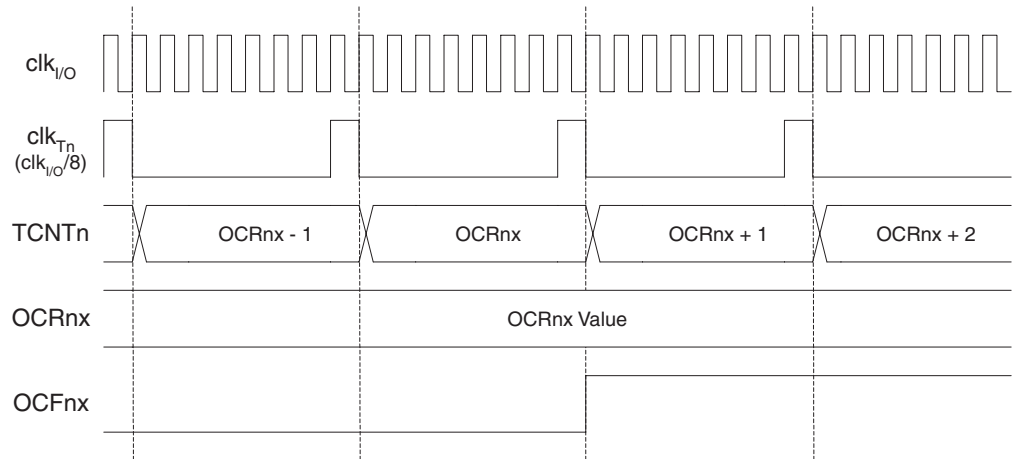 clkI/O
clkTn
(clkI/O/8)
TCNTn
OCRnx - 1
OCRnx
OCRnx + 1
OCRnx + 2
OCRnx
OCRnx Value
OCFnx